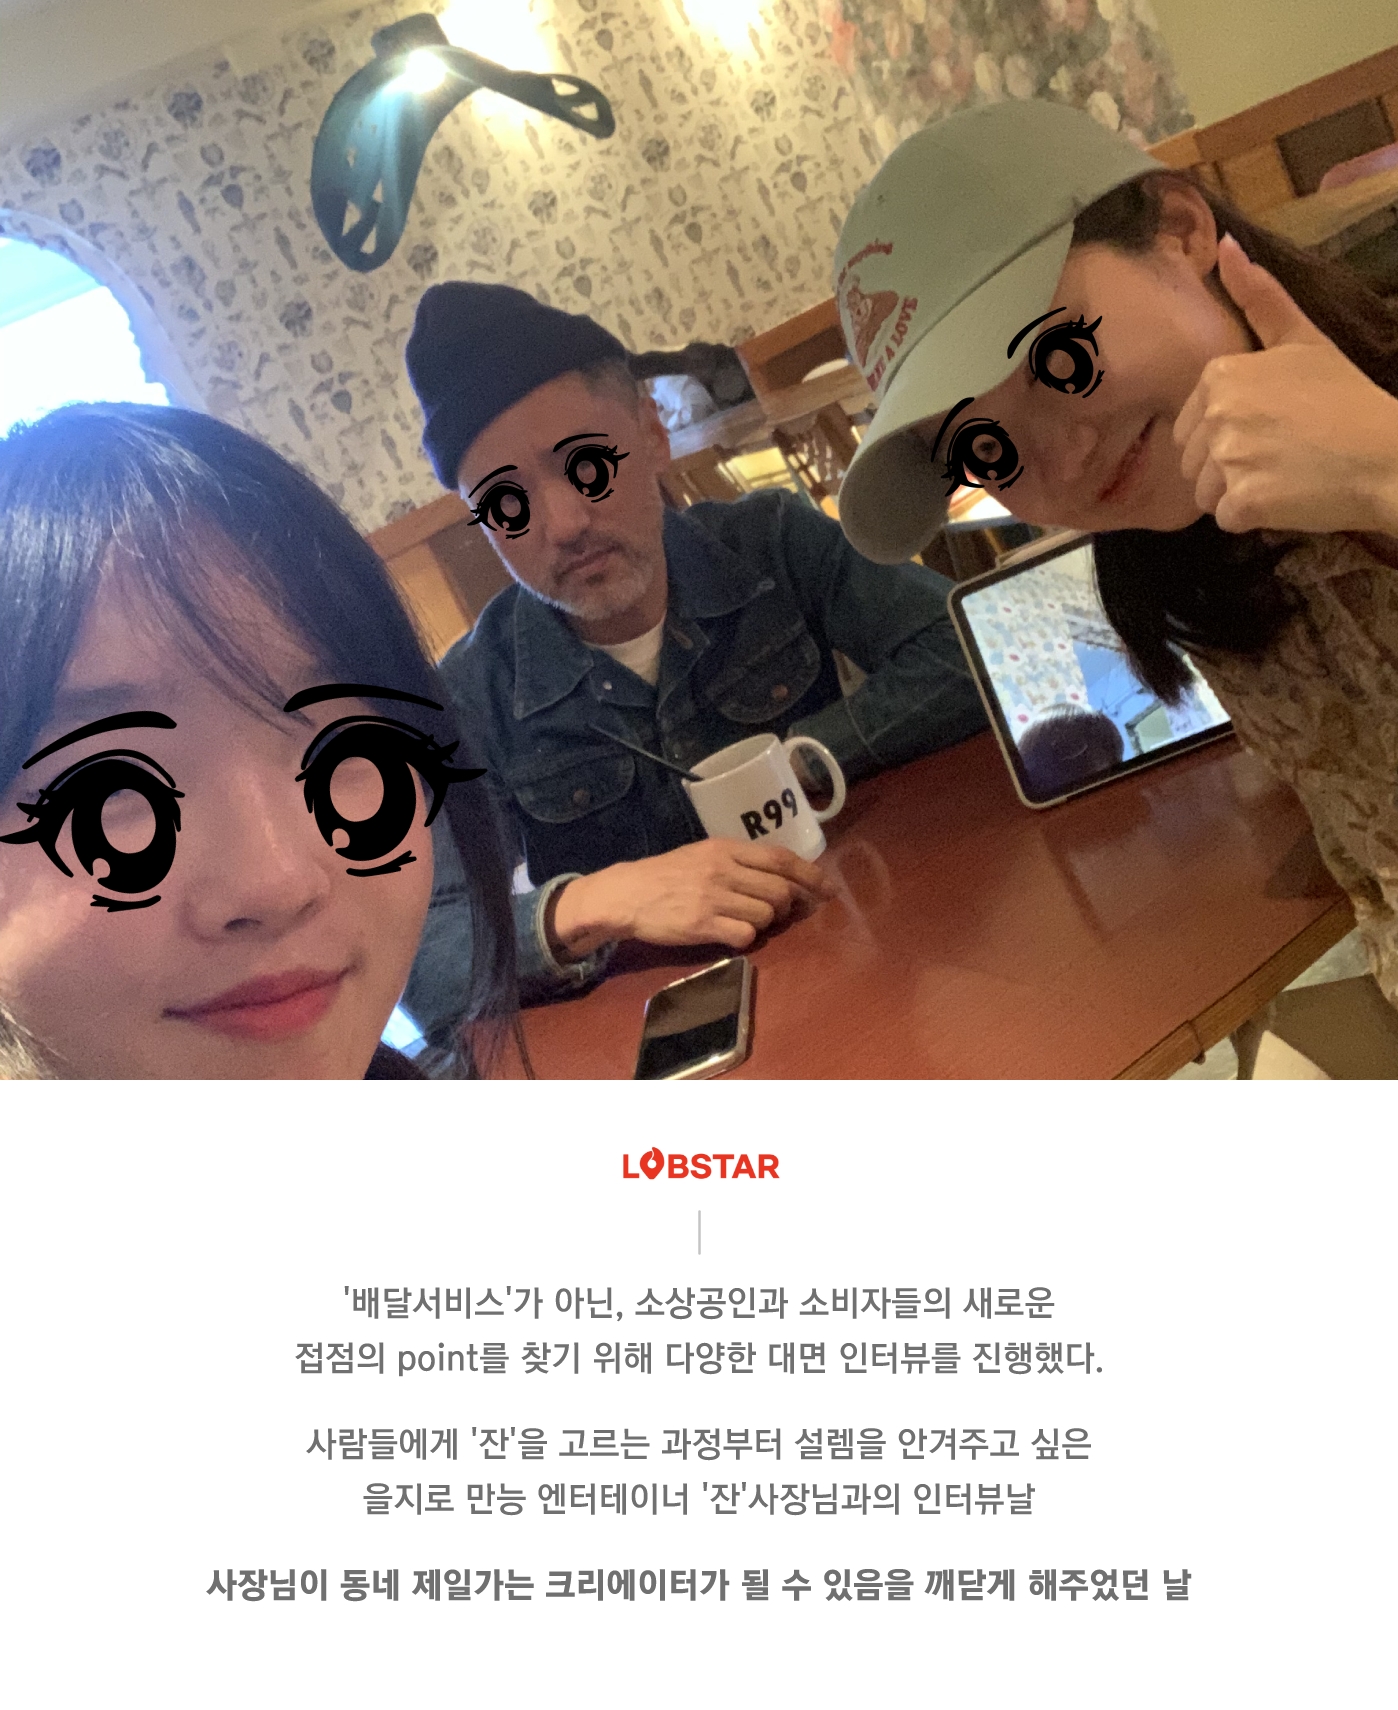 R99
LOBSTAR
'배달서비스'가 아닌, 소상공인과 소비자들의 새로운
접점의 point를 찾기 위해 다양한 대면 인터뷰를 진행했다.
사람들에게 '잔'을 고르는 과정부터 설렘을 안겨주고 싶은
을지로 만능 엔터테이너 '잔'사장님과의 인터뷰날
사장님이 동네 제일가는 크리에이터가 될 수 있음을 깨닫게 해주었던 날